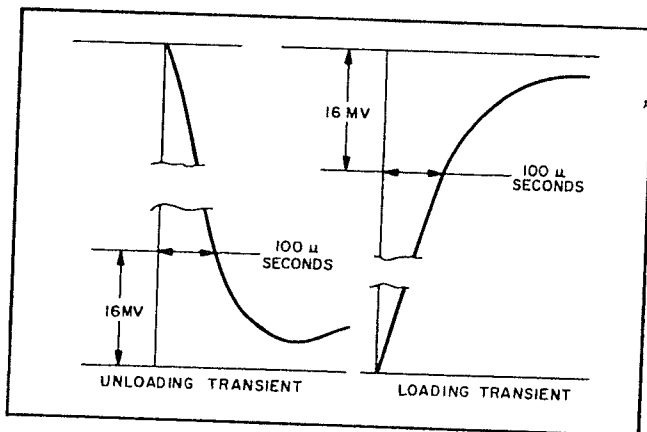 16 MV
100 μ
SECONDS
100 μ
SECONDS
16MV
UNLOADING TRANSIENT
LOADING TRANSIENT